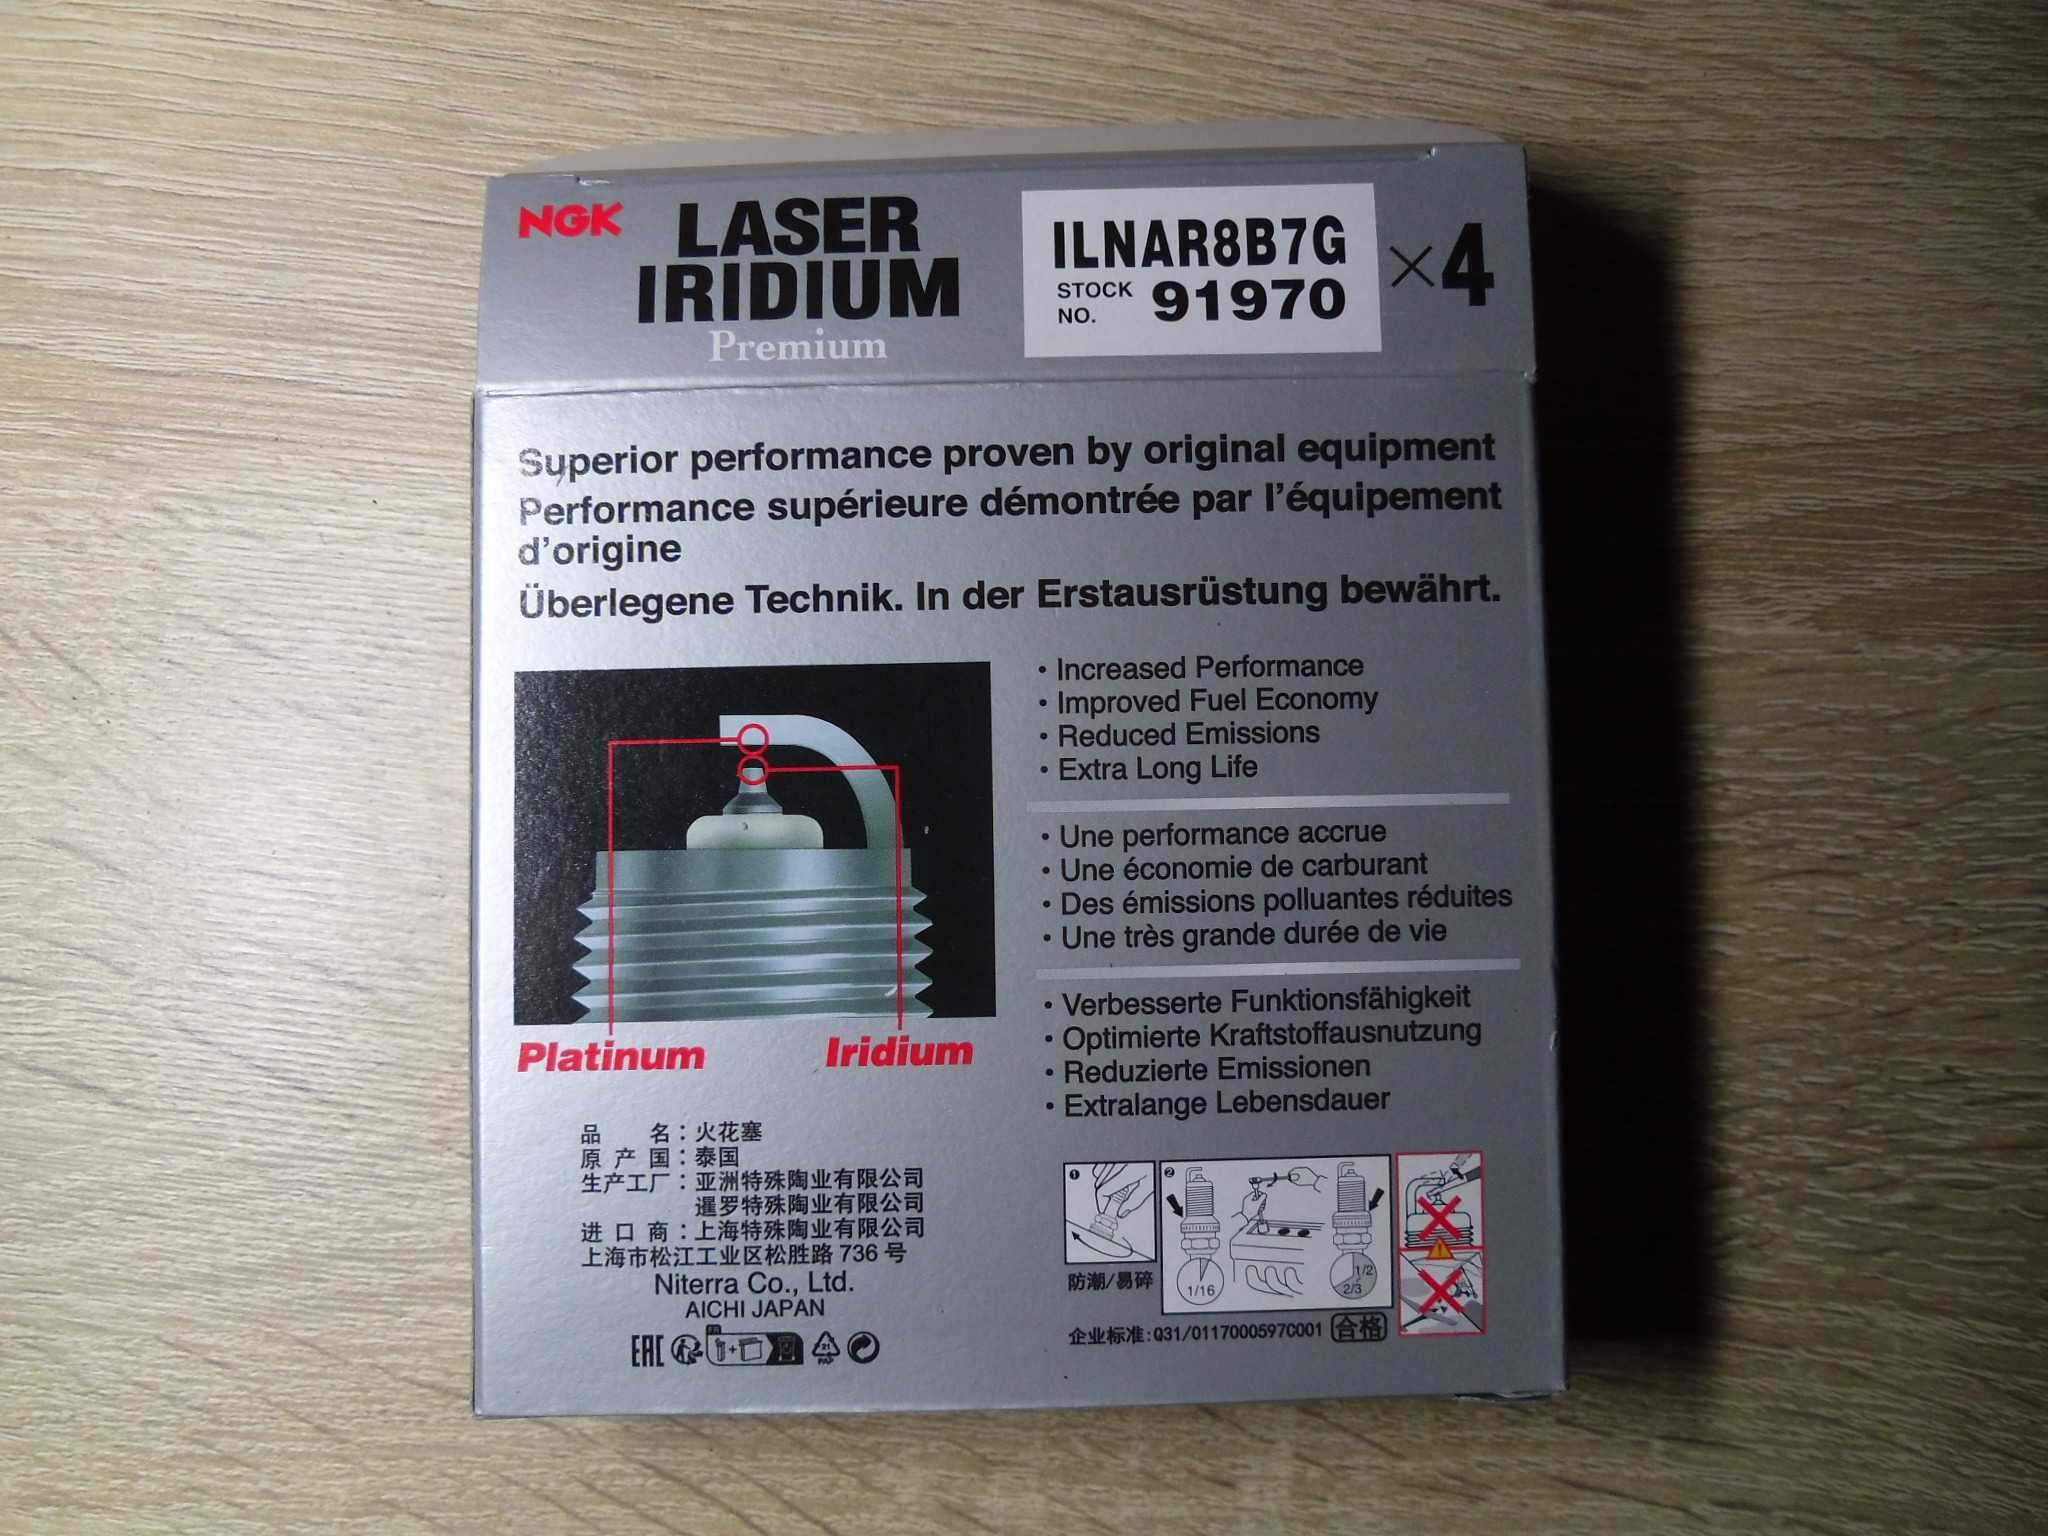 NGK
LASER
IRIDIUM
Premium
ILNAR8B7G
STOCK
NO. 91970
×4
Superior performance proven by original equipment
Performance supérieure démontrée par l'équipement
d'origine
Überlegene Technik. In der Erstausrüstung bewährt.
• Increased Performance
• Improved Fuel Economy
• Reduced Emissions
• Extra Long Life
• Une performance accrue
• Une économie de carburant
• Des émissions polluantes réduites
• Une très grande durée de vie
• Verbesserte Funktionsfähigkeit
• Optimierte Kraftstoffausnutzung
• Reduzierte Emissionen
• Extralange Lebensdauer
Platinum
Iridium
品 名：火花塞
原 产 国：泰国
生产工厂：亚洲特殊陶业有限公司
暹罗特殊陶业有限公司
进 口 商：上海特殊陶业有限公司
上海市松江工业区松胜路 736 号
Niterra Co., Ltd.
AICHI JAPAN
EAC
FR
21
PAP
1
2
1/16
1/2
2/3
防潮/易碎
企业标准:Q31/0117000597C001
合格